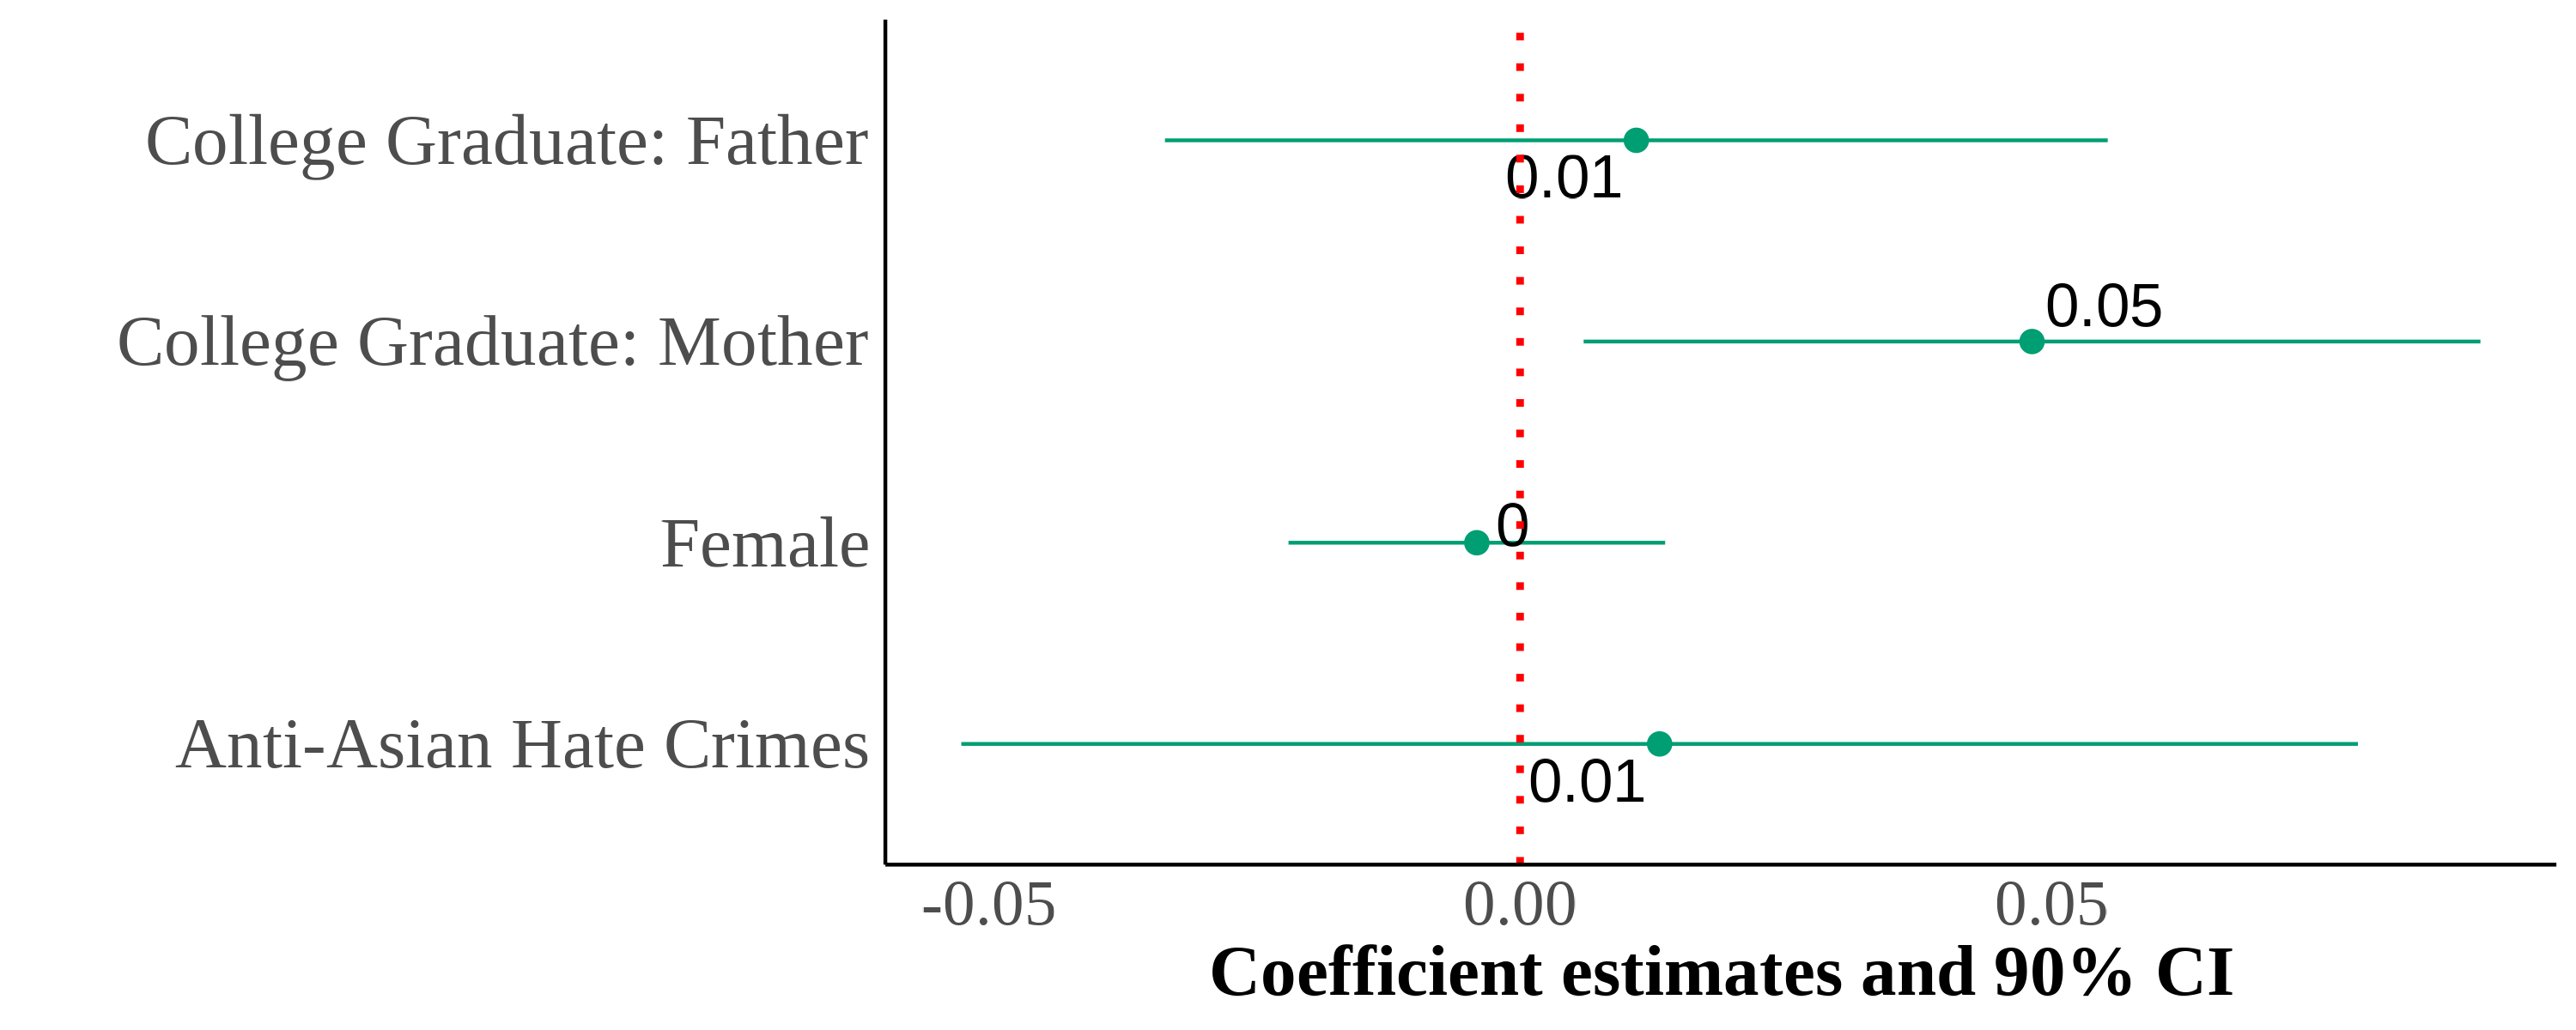 College Graduate: Father
0.01
College Graduate: Mother
0.05
Female
0
Anti-Asian Hate Crimes
0.01
-0.05 0.00 0.05
Coefficient estimates and 90% CI